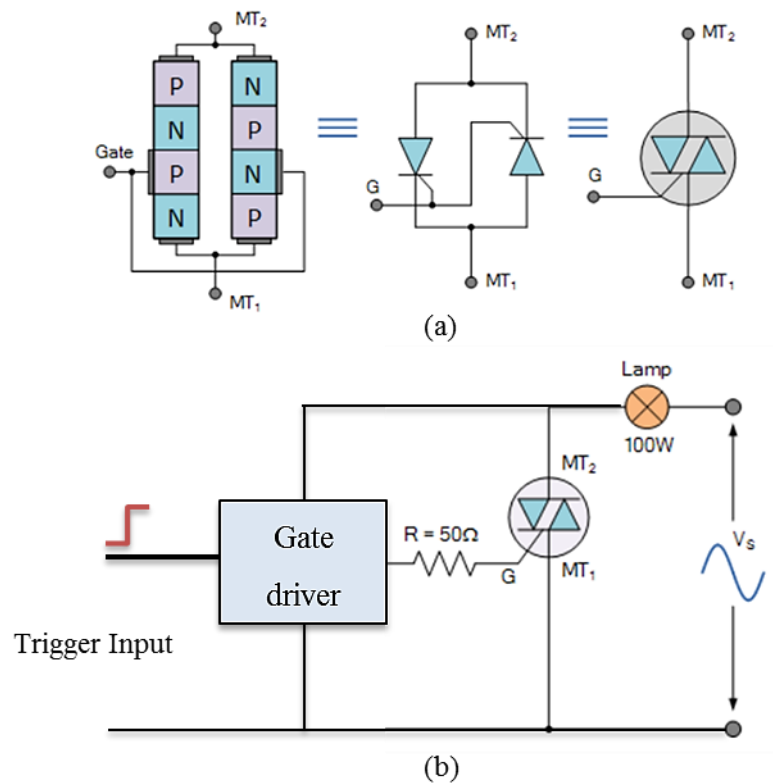 MT2
MT2
MT2
P
N
N
P
Gate
P
N
G
G
N
P
MT1
MT1
MT1
(a)
Lamp
100W
MT2
Gate
driver
R = 50Ω
G
MT1
VS
Trigger Input
(b)